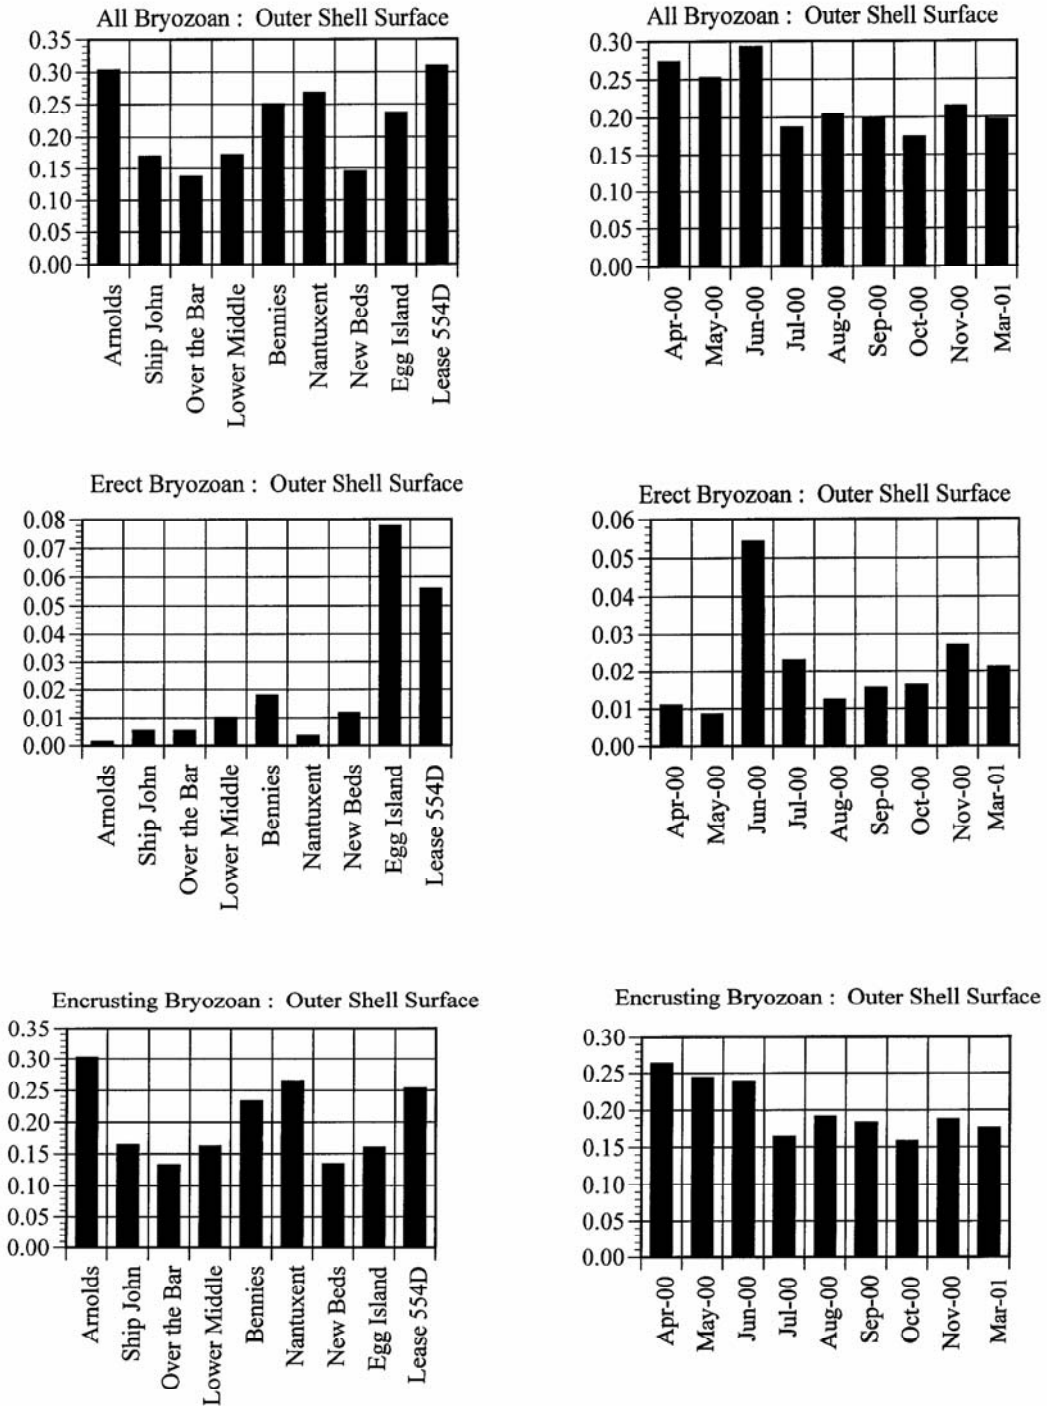 All Bryozoan : Outer Shell Surface
0.35
0.30
0.25
0.20
0.15
0.10
0.05
0.00
Arnolds
Ship John
Over the Bar
Lower Middle
Bennies
Nantuxent
New Beds
Egg Island
Lease 554D
All Bryozoan : Outer Shell Surface
0.30
0.25
0.20
0.15
0.10
0.05
0.00
Apr-00
May-00
Jun-00
Jul-00
Aug-00
Sep-00
Oct-00
Nov-00
Mar-01
Erect Bryozoan : Outer Shell Surface
0.08
0.07
0.06
0.05
0.04
0.03
0.02
0.01
0.00
Arnolds
Ship John
Over the Bar
Lower Middle
Bennies
Nantuxent
New Beds
Egg Island
Lease 554D
Erect Bryozoan : Outer Shell Surface
0.06
0.05
0.04
0.03
0.02
0.01
0.00
Apr-00
May-00
Jun-00
Jul-00
Aug-00
Sep-00
Oct-00
Nov-00
Mar-01
Encrusting Bryozoan : Outer Shell Surface
0.35
0.30
0.25
0.20
0.15
0.10
0.05
0.00
Arnolds
Ship John
Over the Bar
Lower Middle
Bennies
Nantuxent
New Beds
Egg Island
Lease 554D
Encrusting Bryozoan : Outer Shell Surface
0.30
0.25
0.20
0.15
0.10
0.05
0.00
Apr-00
May-00
Jun-00
Jul-00
Aug-00
Sep-00
Oct-00
Nov-00
Mar-01